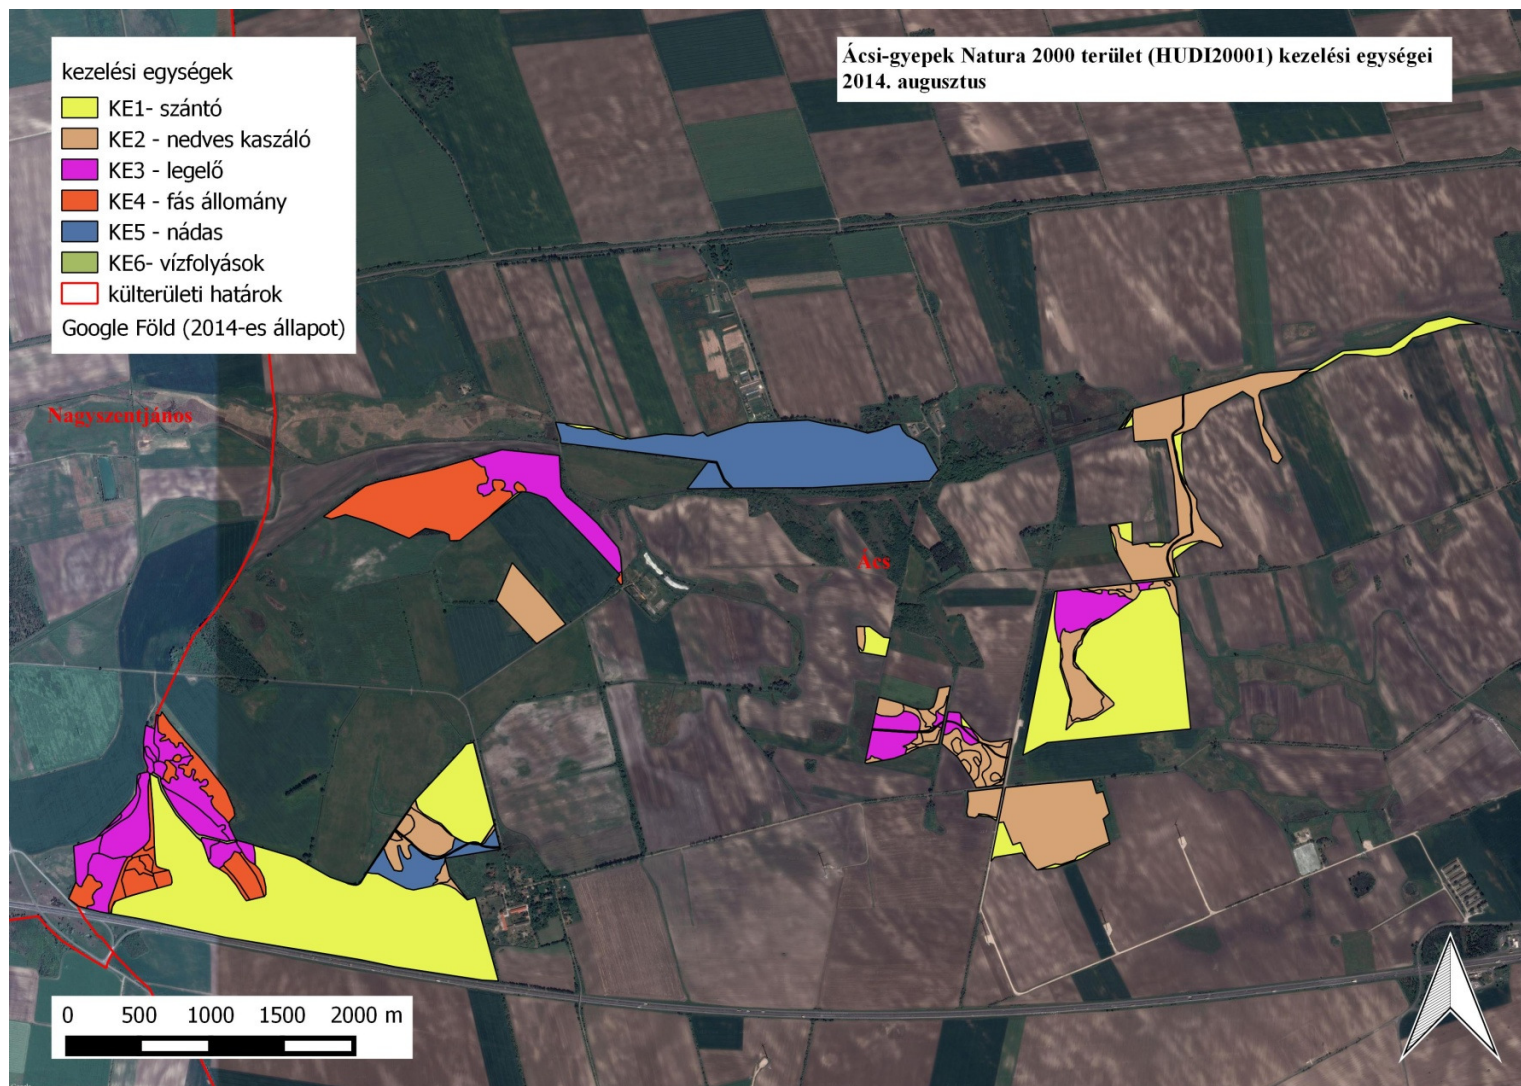 Ácsi-gyepek Natura 2000 terület (HUDI20001) kezelési egységei
2014. augusztus
kezelési egységek
KE1- szántó
KE2 - nedves kaszáló
KE3 - legelő
KE4 - fás állomány
KE5 - nádas
KE6- vízfolyások
külterületi határok
Google Föld (2014-es állapot)
Nagyszentjános
Ács
0 500 1000 1500 2000 m